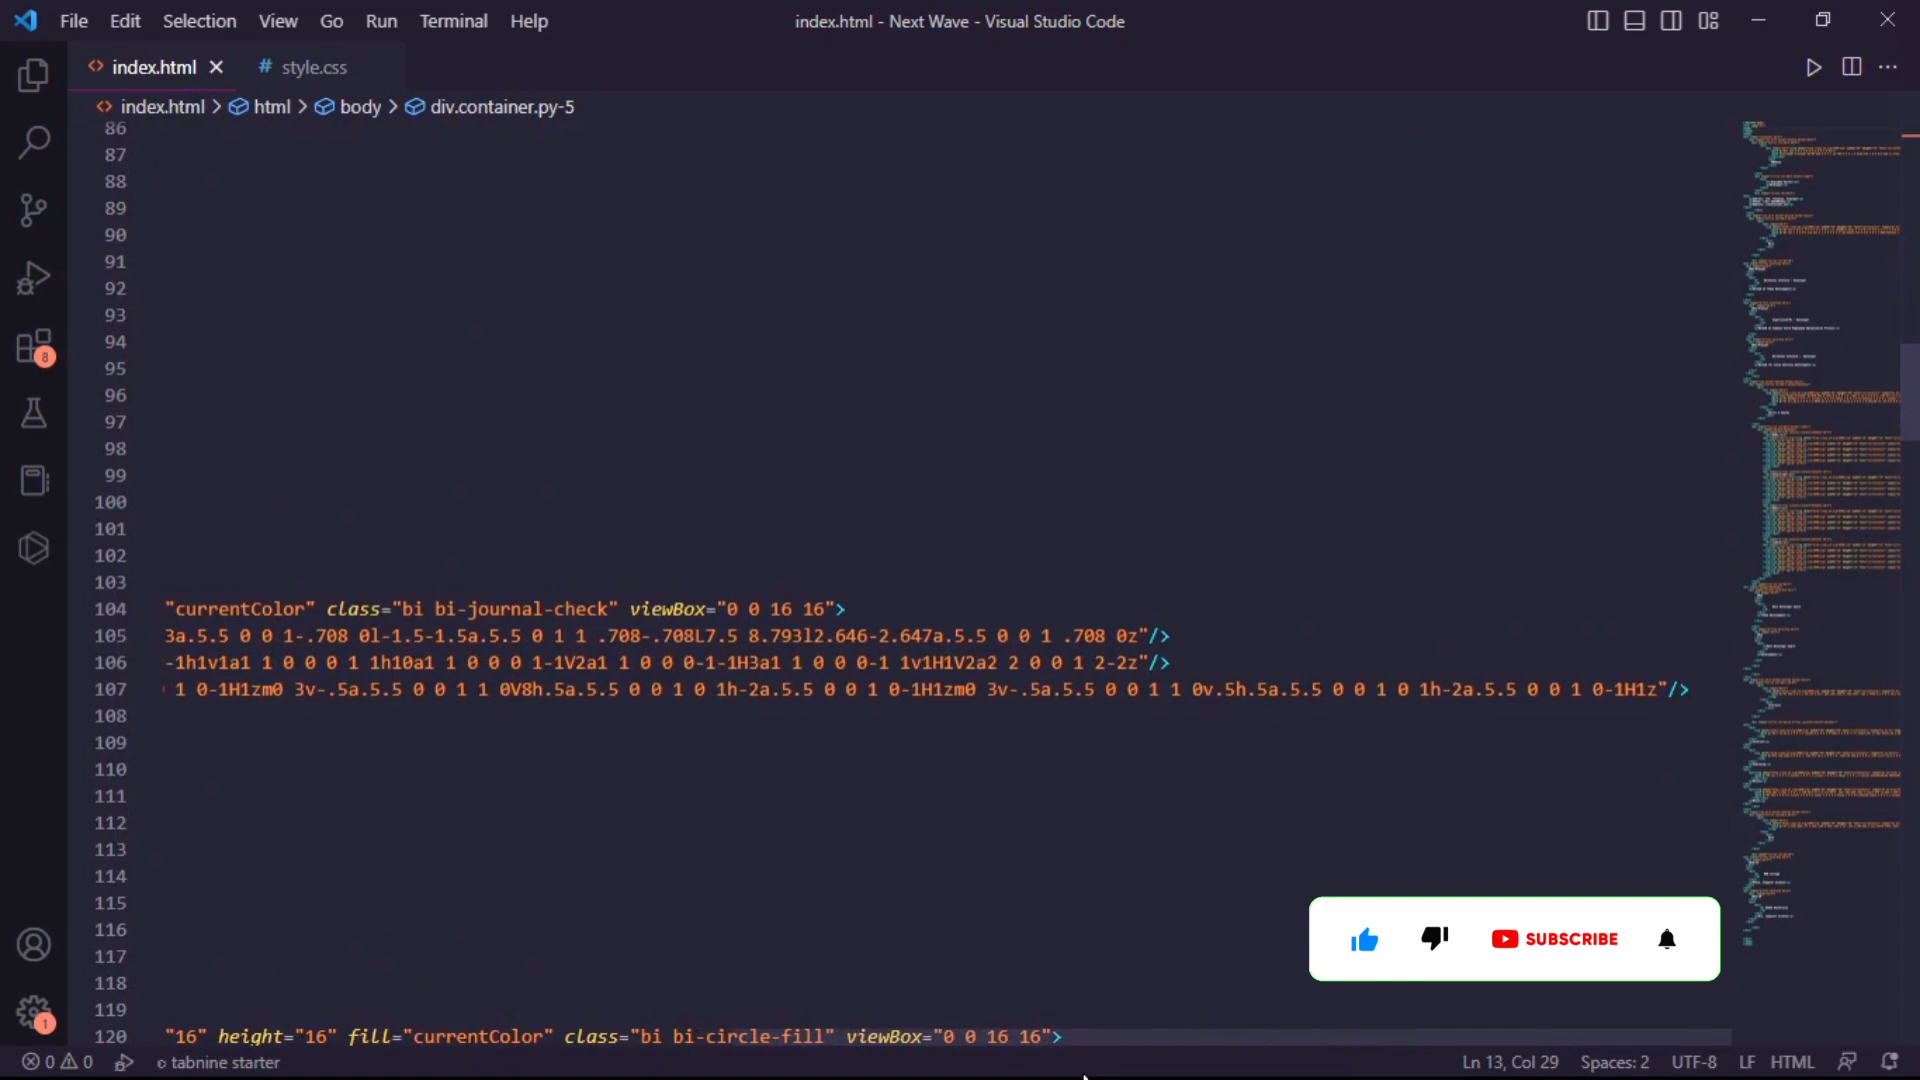 File Edit Selection View Go Run Terminal Help
index.html - Next Wave - Visual Studio Code
index.html
# style.css
index.html > html > body > div.container.py-5
86
87
88
89
90
91
92
93
94
95
96
97
98
99
100
101
102
103
104 "currentColor" class="bi bi-journal-check" viewBox="0 0 16 16">
105 3a.5.5 0 0 1-.708 0l-1.5-1.5a.5.5 0 1 1 .708-.708L7.5 8.793l2.646-2.647a.5.5 0 0 1 .708 0z"/>
106 -1h1v1a1 1 0 0 0 1 1h10a1 1 0 0 0 1-1V2a1 1 0 0 0-1-1H3a1 1 0 0 0-1 1v1H1V2a2 2 0 0 1 2-2z"/>
107 1 0-1H1zm0 3v-.5a.5.5 0 0 1 1 0V8h.5a.5.5 0 0 1 0 1h-2a.5.5 0 0 1 0-1H1zm0 3v-.5a.5.5 0 0 1 1 0v.5h.5a.5.5 0 0 1 0 1h-2a.5.5 0 0 1 0-1H1z"/>
108
109
110
111
112
113
114
115
116
117
118
119
120 "16" height="16" fill="currentColor" class="bi bi-circle-fill" viewBox="0 0 16 16">
8
1
SUBSCRIBE
0 0 tabnine starter
Ln 13, Col 29 Spaces: 2 UTF-8 LF HTML